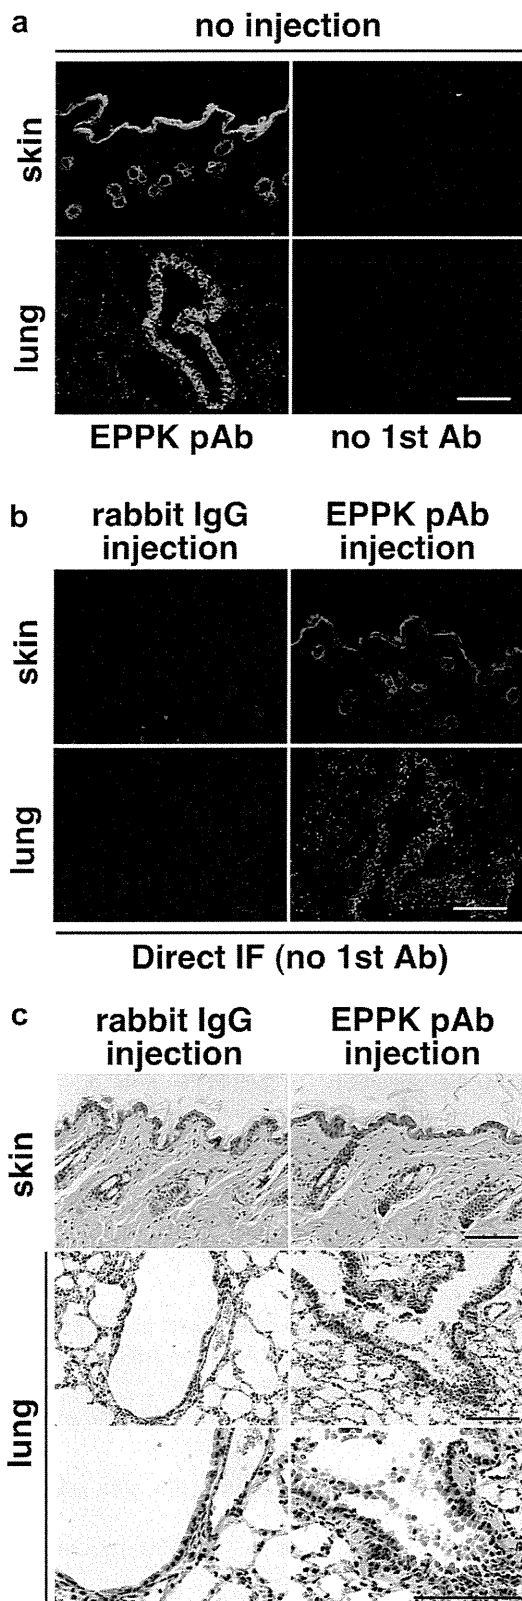 a
no injection
skin
lung
EPPK pAb
no 1st Ab
b
rabbit IgG
injection
EPPK pAb
injection
skin
lung
Direct IF (no 1st Ab)
c
rabbit IgG
injection
EPPK pAb
injection
skin
lung